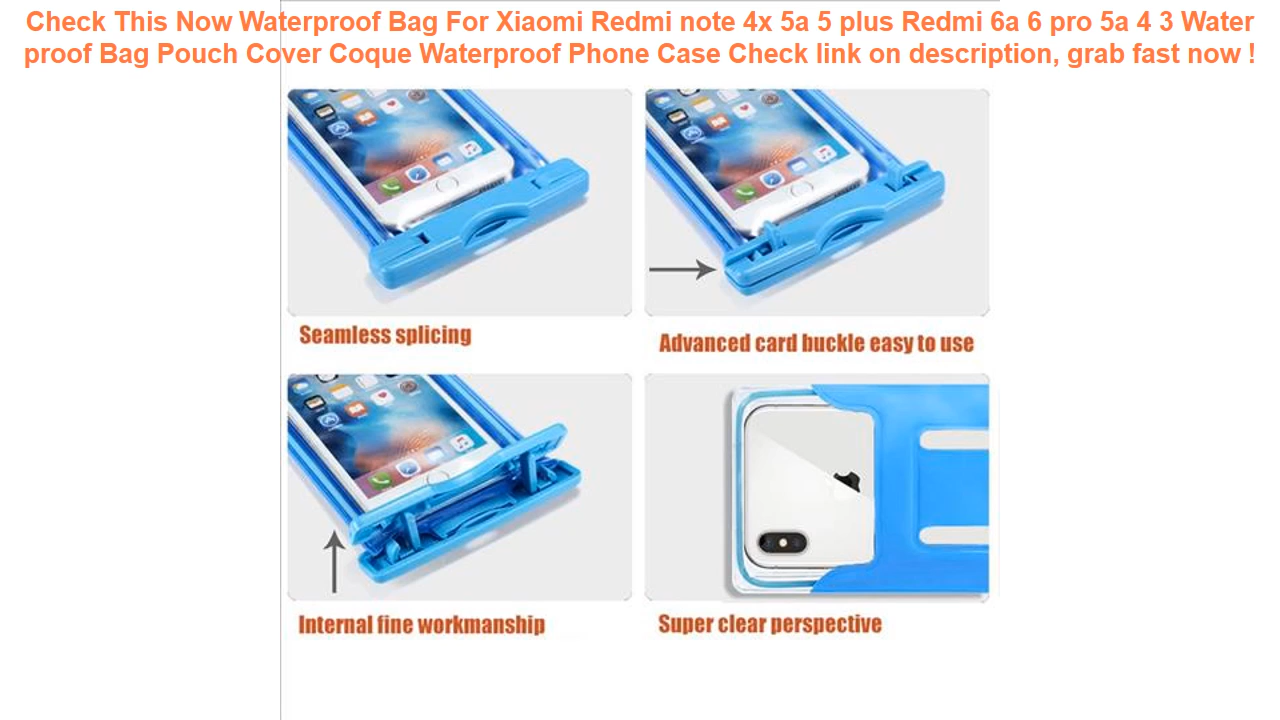 Check This Now Waterproof Bag For Xiaomi Redmi note 4x 5a 5 plus Redmi 6a 6 pro 5a 4 3 Water
proof Bag Pouch Cover Coque Waterproof Phone Case Check link on description, grab fast now !
Seamless splicing
Advanced card buckle easy to use
Internal fine workmanship
Super clear perspective